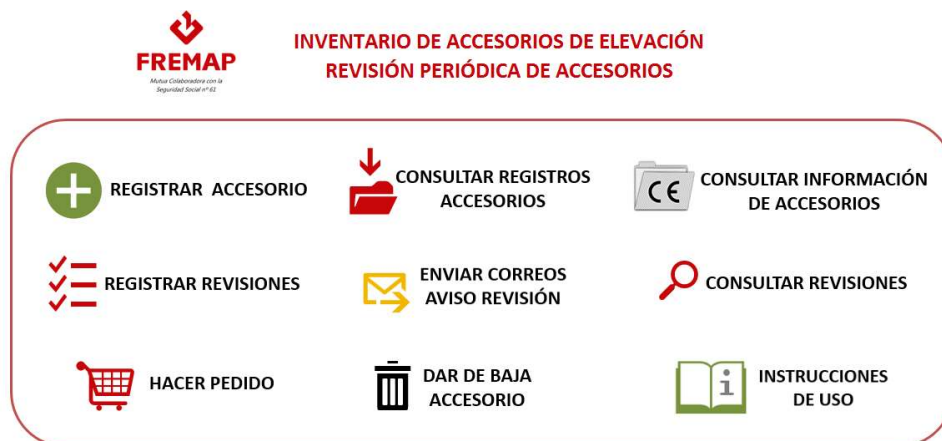 FREMAP
Mutua Colaboradora con la
Seguridad Social nº 61
INVENTARIO DE ACCESORIOS DE ELEVACIÓN
REVISIÓN PERIÓDICA DE ACCESORIOS
REGISTRAR ACCESORIO
CONSULTAR REGISTROS
ACCESORIOS
CE
CONSULTAR INFORMACIÓN
DE ACCESORIOS
REGISTRAR REVISIONES
ENVIAR CORREOS
AVISO REVISIÓN
CONSULTAR REVISIONES
HACER PEDIDO
DAR DE BAJA
ACCESORIO
i
INSTRUCCIONES
DE USO